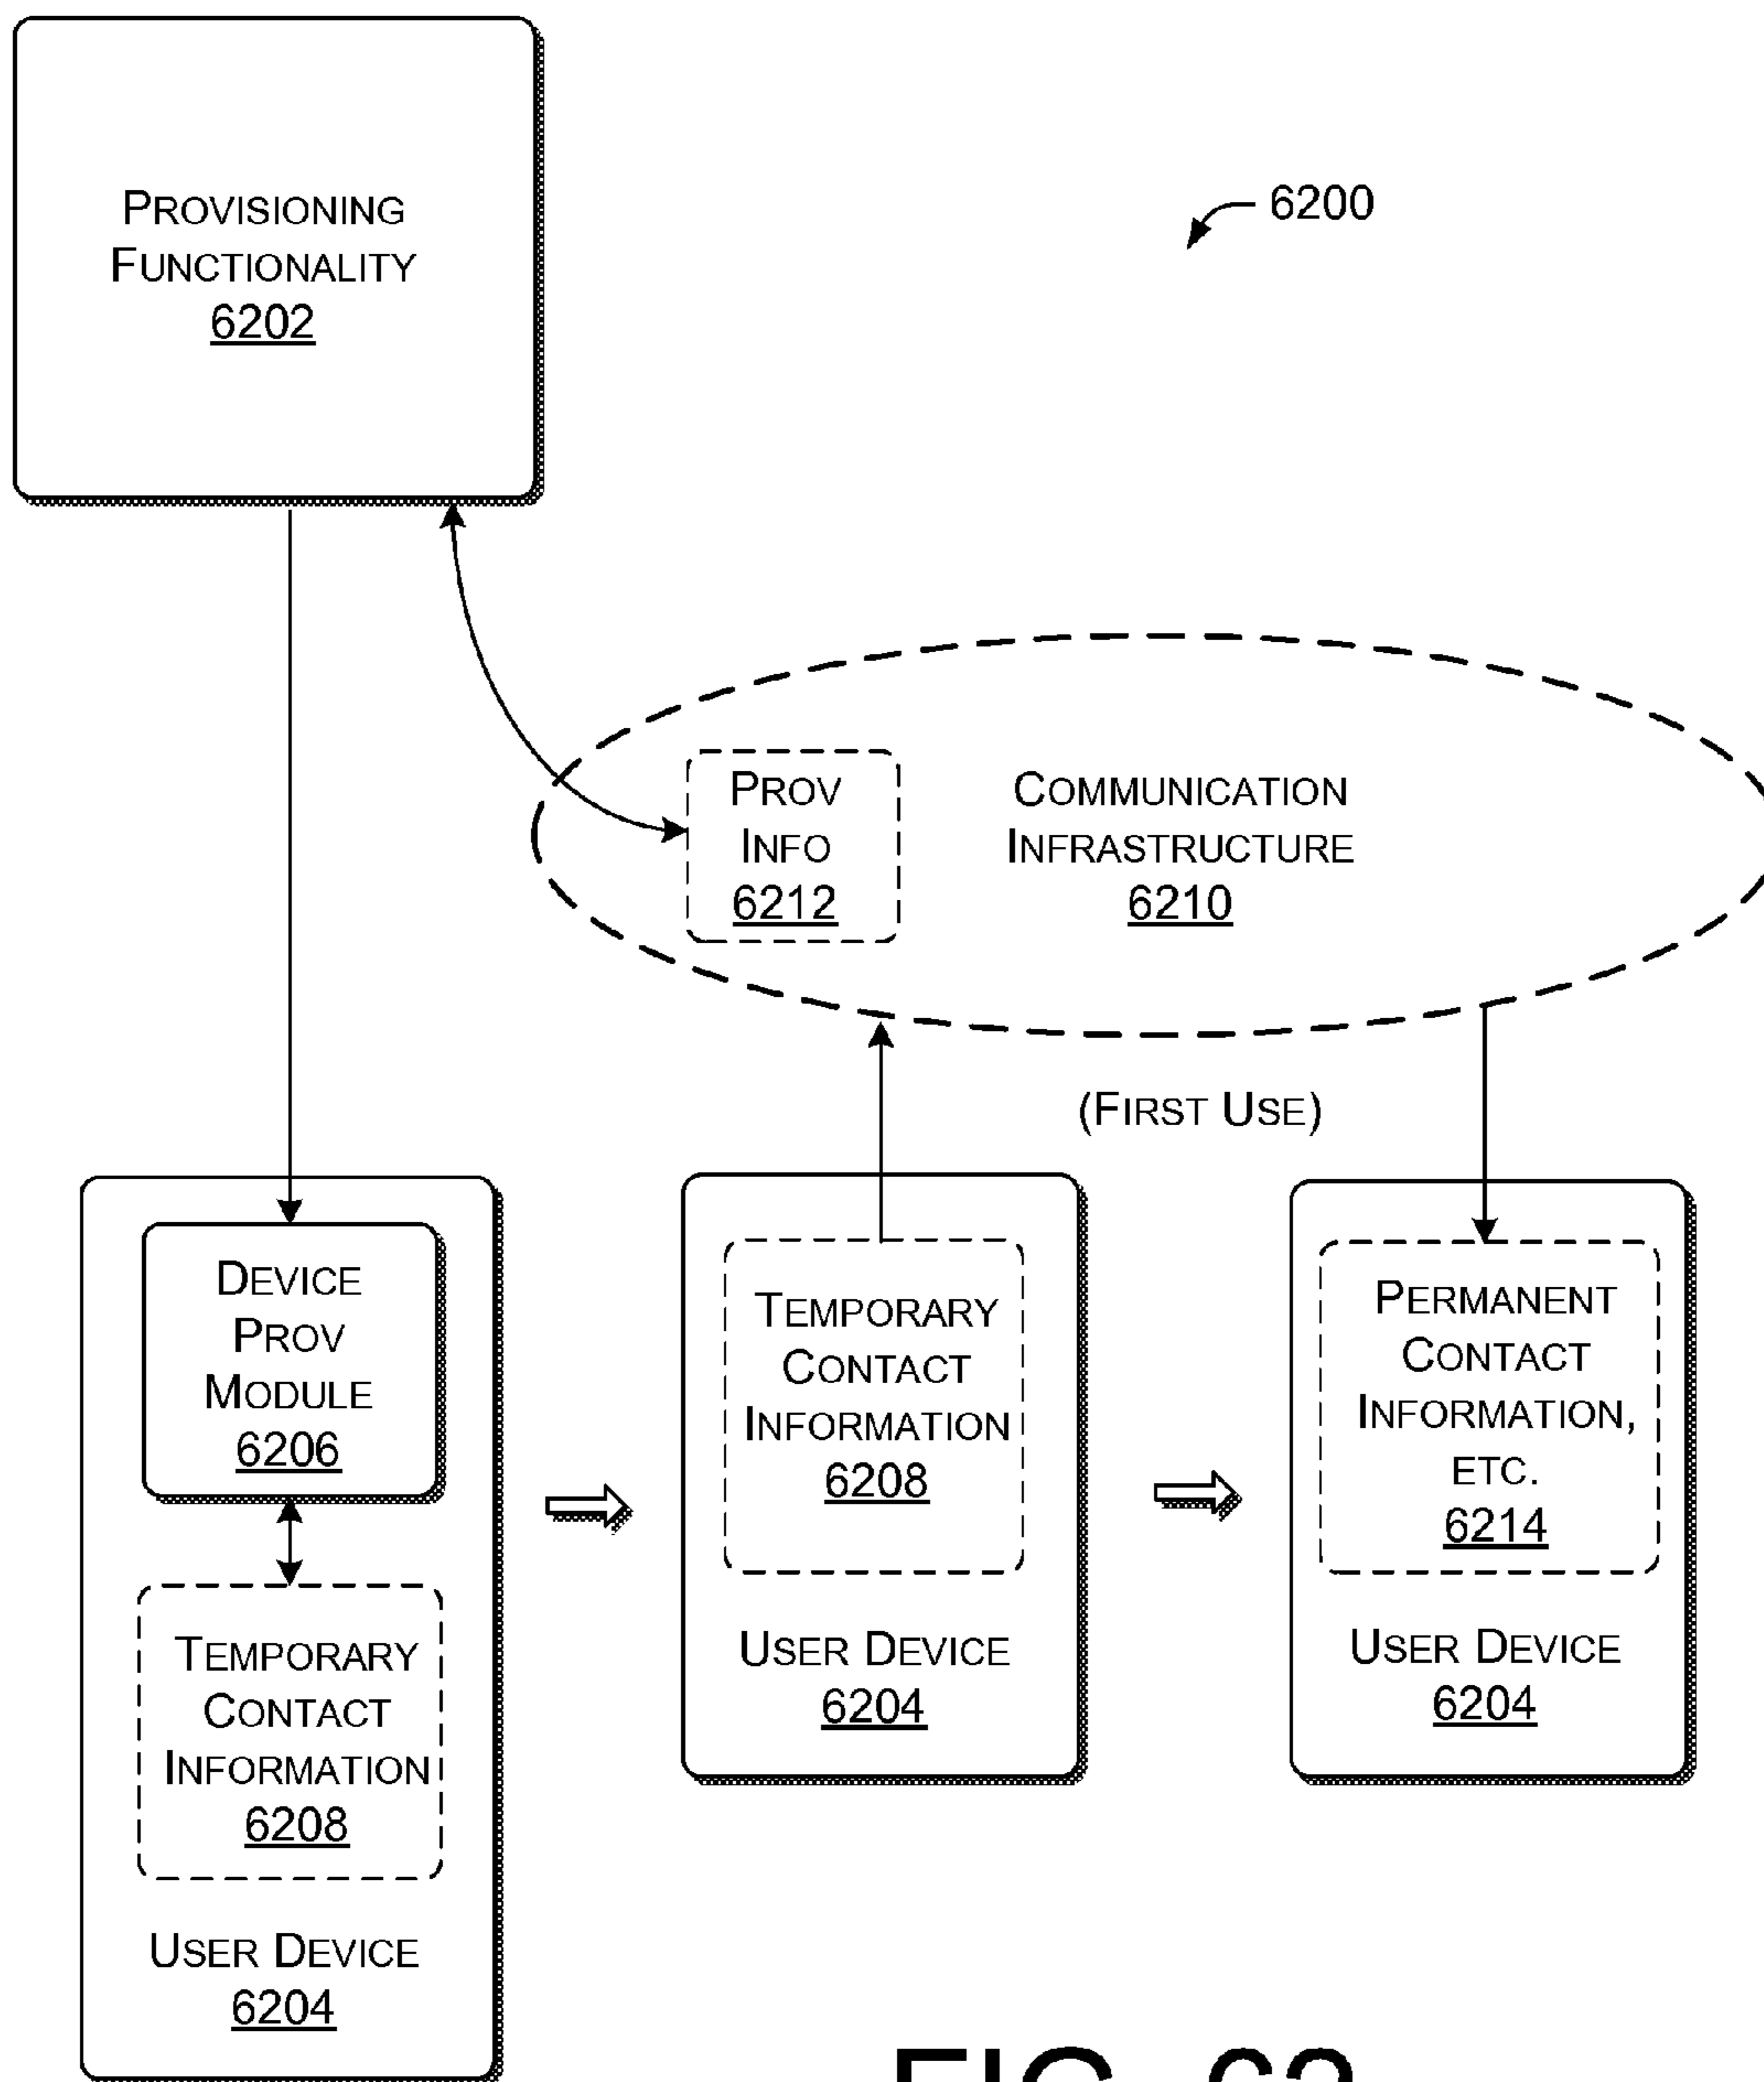 PROVISIONING
FUNCTIONALITY
6202
6200
PROV
INFO
6212
COMMUNICATION
INFRASTRUCTURE
6210
(FIRST USE)
DEVICE
PROV
MODULE
6206
TEMPORARY
CONTACT
INFORMATION
6208
USER DEVICE
6204
TEMPORARY
CONTACT
INFORMATION
6208
USER DEVICE
6204
PERMANENT
CONTACT
INFORMATION,
ETC.
6214
USER DEVICE
6204
FIG. 62